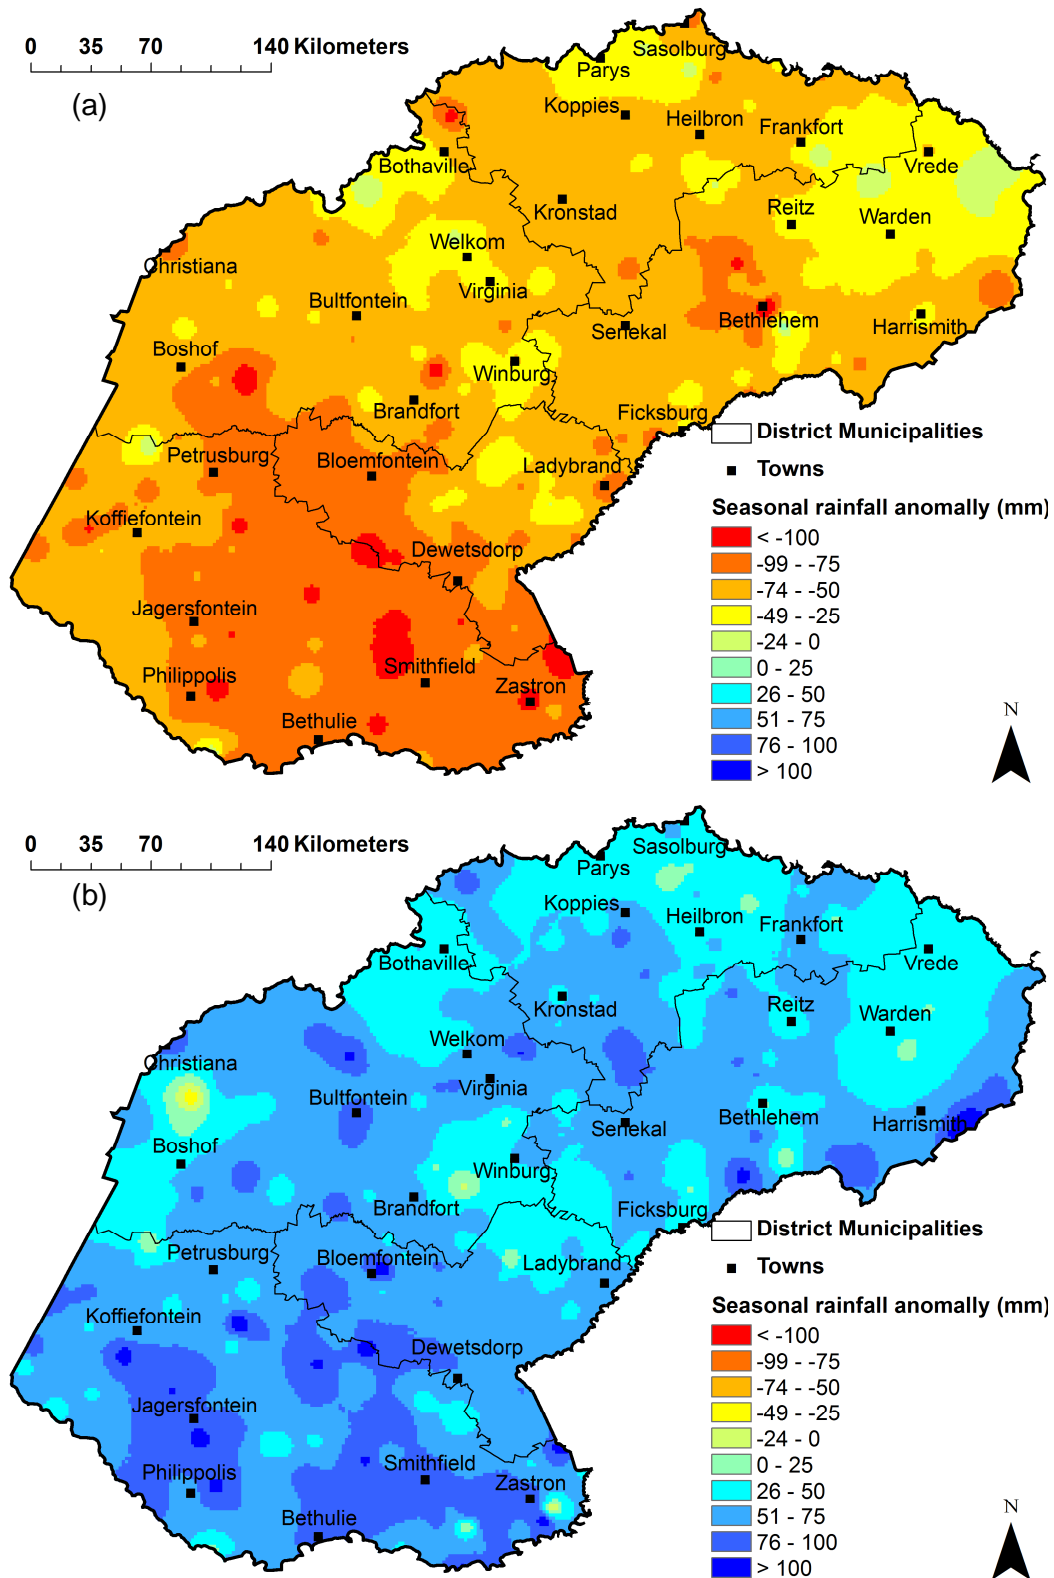 0 35 70 140 Kilometers
(a)
Sasolburg
Parys
Koppies
Heilbron
Frankfort
Bothaville
Vrede
Kronstad
Reitz
Warden
Welkom
Christiana
Virginia
Bultfontein
Senekal
Bethlehem
Harrismith
Boshof
Winburg
Brandfort
Ficksburg
Petrusburg
Bloemfontein
Ladybrand
Koffiefontein
Dewetsdorp
Jagersfontein
Philippolis
Smithfield
Zastron
Bethulie
District Municipalities
Towns
Seasonal rainfall anomally (mm)
< -100
-99 - -75
-74 - -50
-49 - -25
-24 - 0
0 - 25
26 - 50
51 - 75
76 - 100
> 100
N
0 35 70 140 Kilometers
(b)
Sasolburg
Parys
Koppies
Heilbron
Frankfort
Bothaville
Vrede
Kronstad
Reitz
Warden
Welkom
Christiana
Virginia
Bultfontein
Senekal
Bethlehem
Harrismith
Boshof
Winburg
Brandfort
Ficksburg
Petrusburg
Bloemfontein
Ladybrand
Koffiefontein
Dewetsdorp
Jagersfontein
Philippolis
Smithfield
Zastron
Bethulie
District Municipalities
Towns
Seasonal rainfall anomally (mm)
< -100
-99 - -75
-74 - -50
-49 - -25
-24 - 0
0 - 25
26 - 50
51 - 75
76 - 100
> 100
N